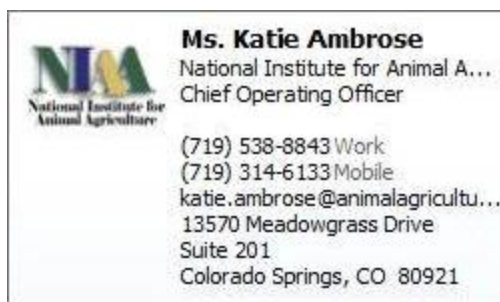 Ms. Katie Ambrose
National Institute for Animal A...
Chief Operating Officer
(719) 538-8843 Work
(719) 314-6133 Mobile
katie.ambrose@animalagricultu...
13570 Meadowgrass Drive
Suite 201
Colorado Springs, CO 80921
NIAA
National Institute for
Animal Agriculture